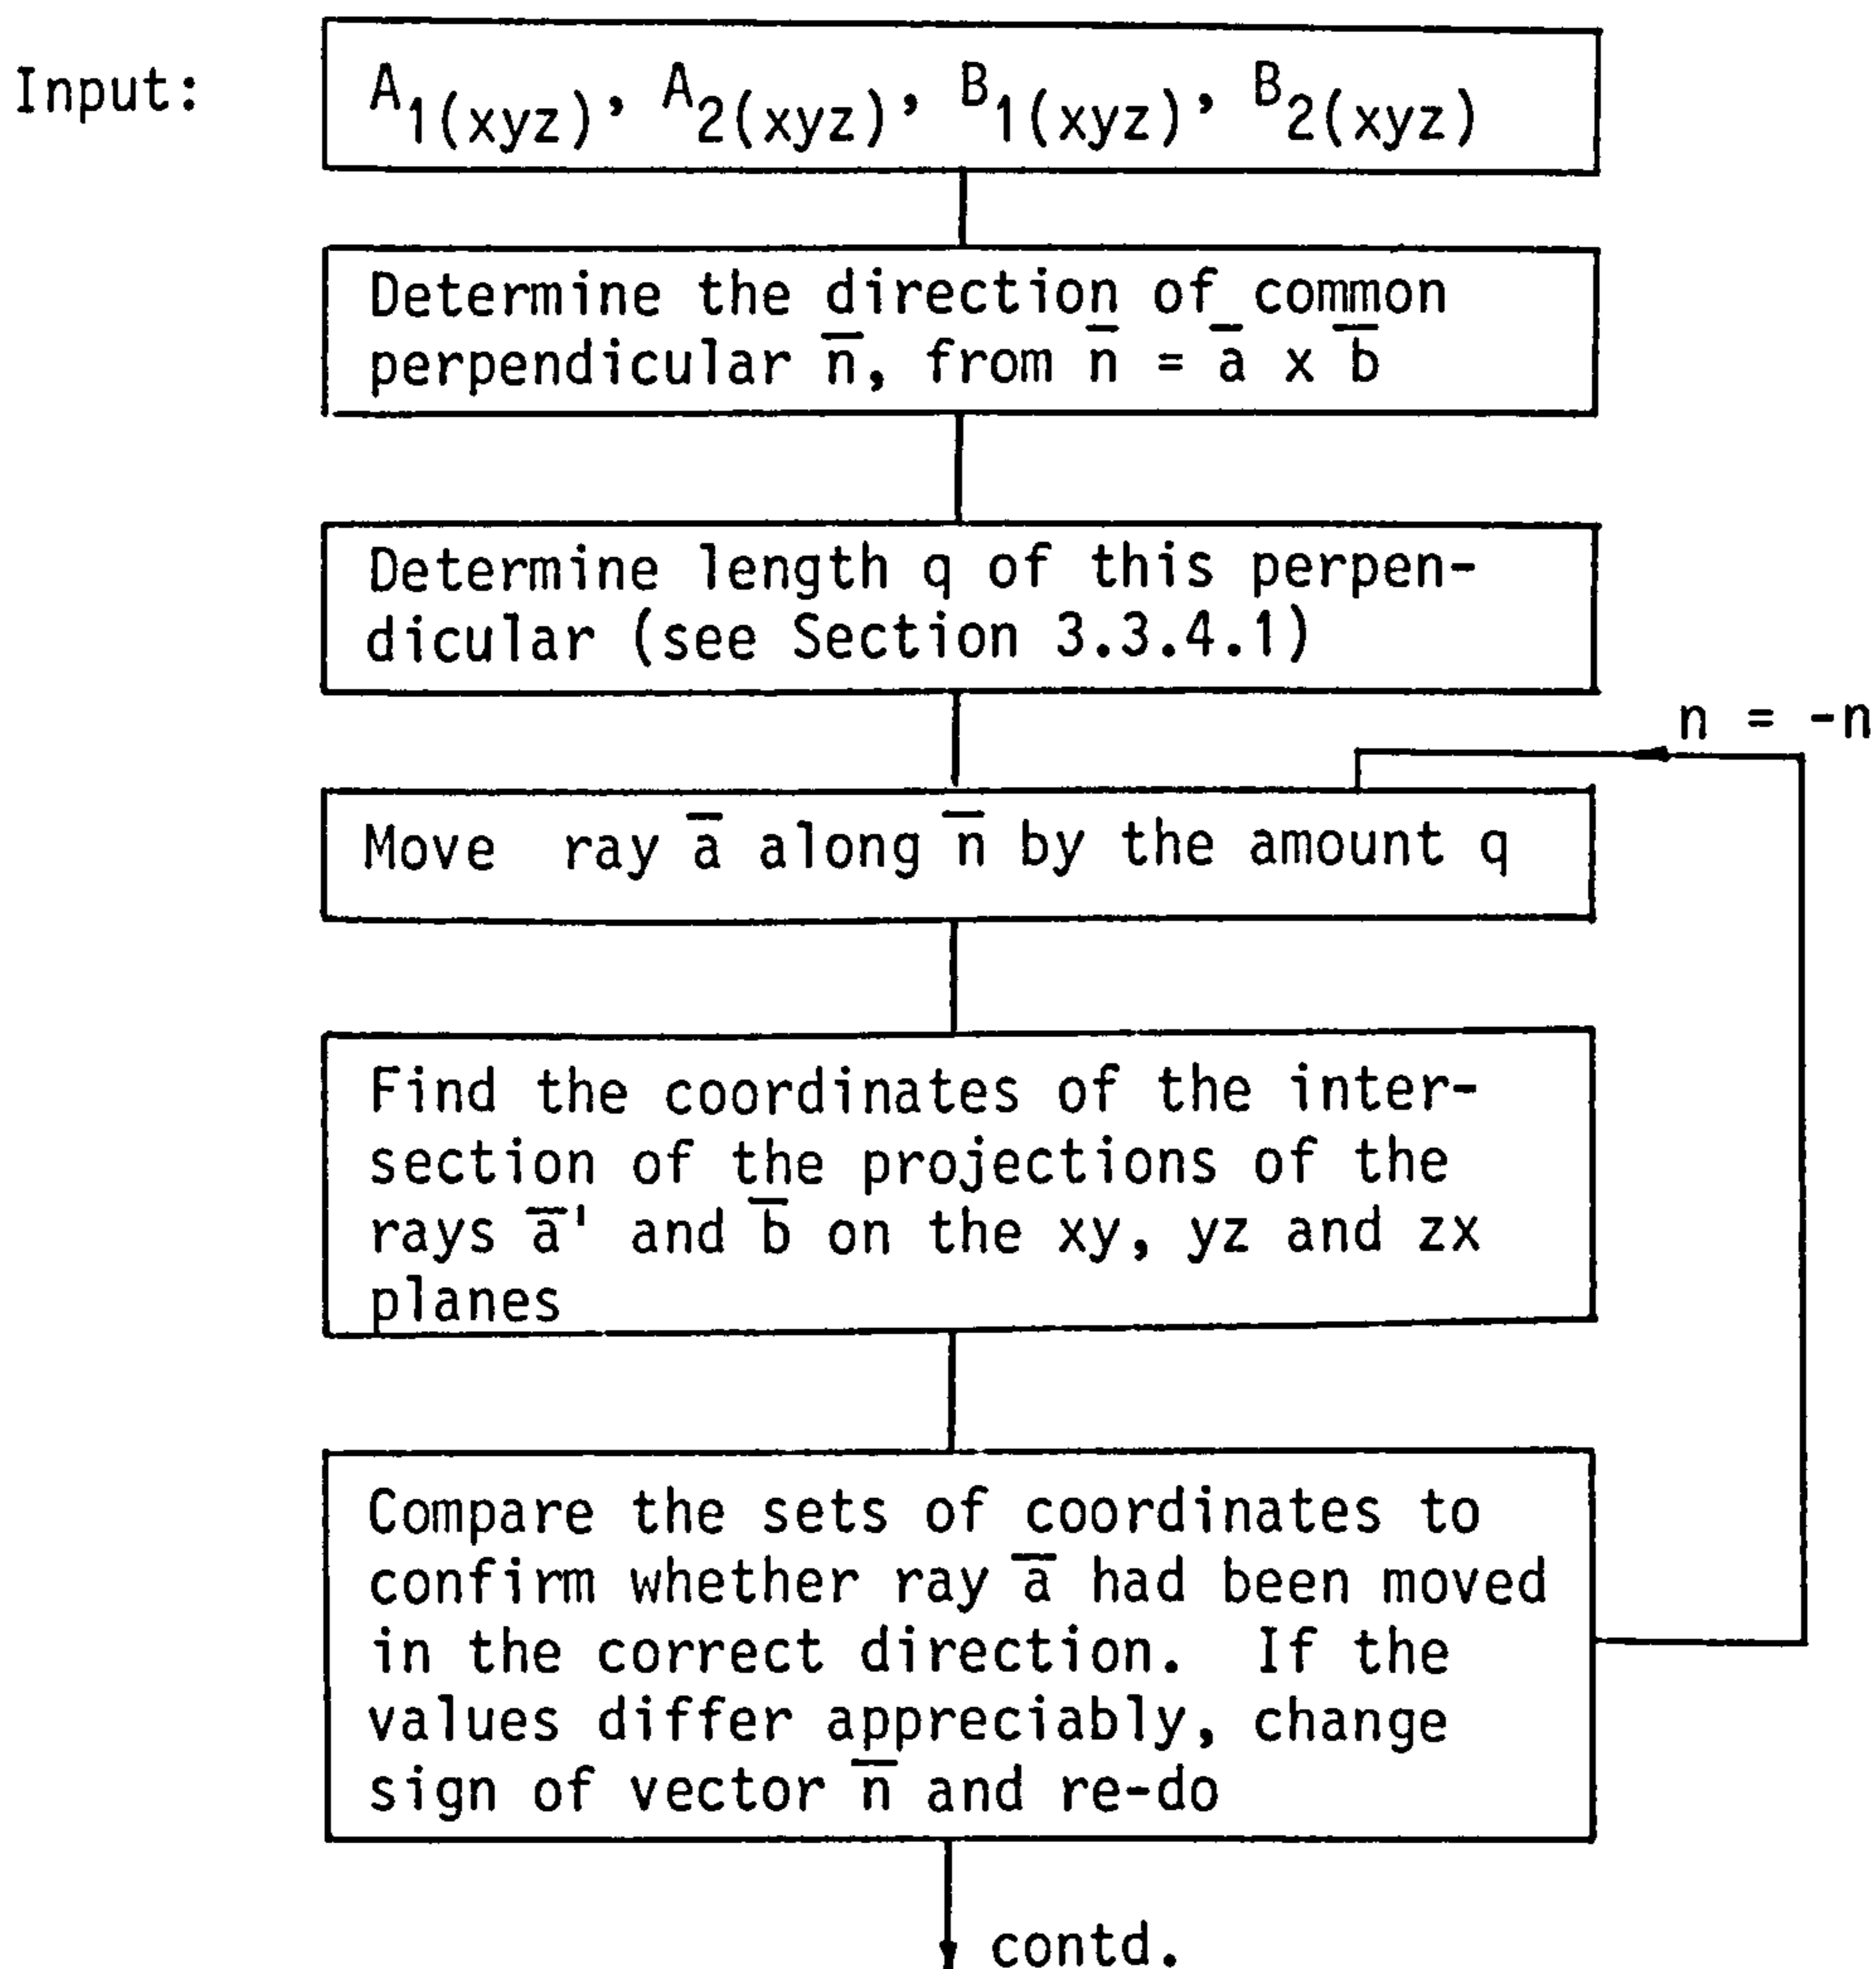 Input:
A1(xyz), A2(xyz), B1(xyz), B2(xyz)
Determine the direction of common
perpendicular n̅, from n̅ = a̅ x b̅
Determine length q of this perpen-
dicular (see Section 3.3.4.1)
n = -n
Move ray a̅ along n̅ by the amount q
Find the coordinates of the inter-
section of the projections of the
rays a̅' and b̅ on the xy, yz and zx
planes
Compare the sets of coordinates to
confirm whether ray a̅ had been moved
in the correct direction. If the
values differ appreciably, change
sign of vector n̅ and re-do
contd.